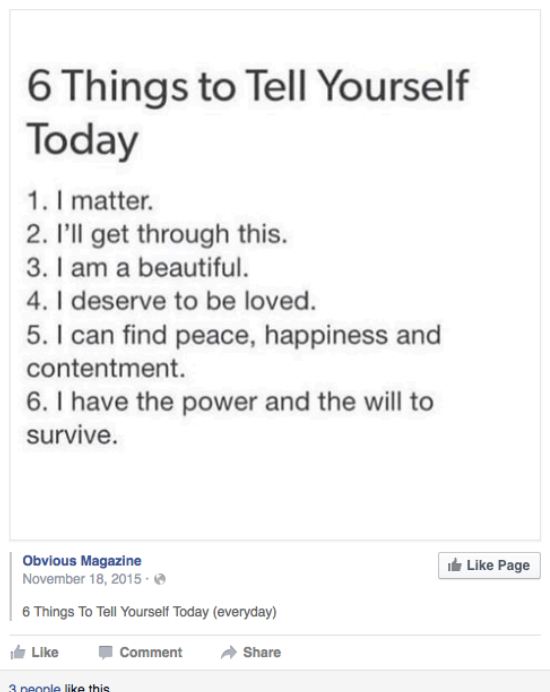 6 Things to Tell Yourself
Today
1. I matter.
2. I'll get through this.
3. I am a beautiful.
4. I deserve to be loved.
5. I can find peace, happiness and
contentment.
6. I have the power and the will to
survive.
Obvious Magazine
Like Page
November 18, 2015 ·
6 Things To Tell Yourself Today (everyday)
Like Comment Share
3 people like this